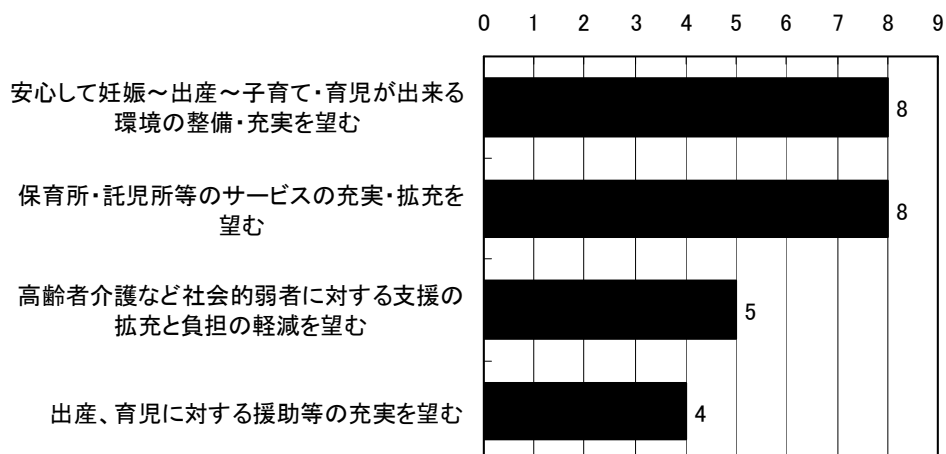 0 1 2 3 4 5 6 7 8 9
安心して妊娠～出産～子育て・育児が出来る
環境の整備・充実を望む
8
保育所・託児所等のサービスの充実・拡充を
望む
8
高齢者介護など社会的弱者に対する支援の
拡充と負担の軽減を望む
5
出産、育児に対する援助等の充実を望む
4